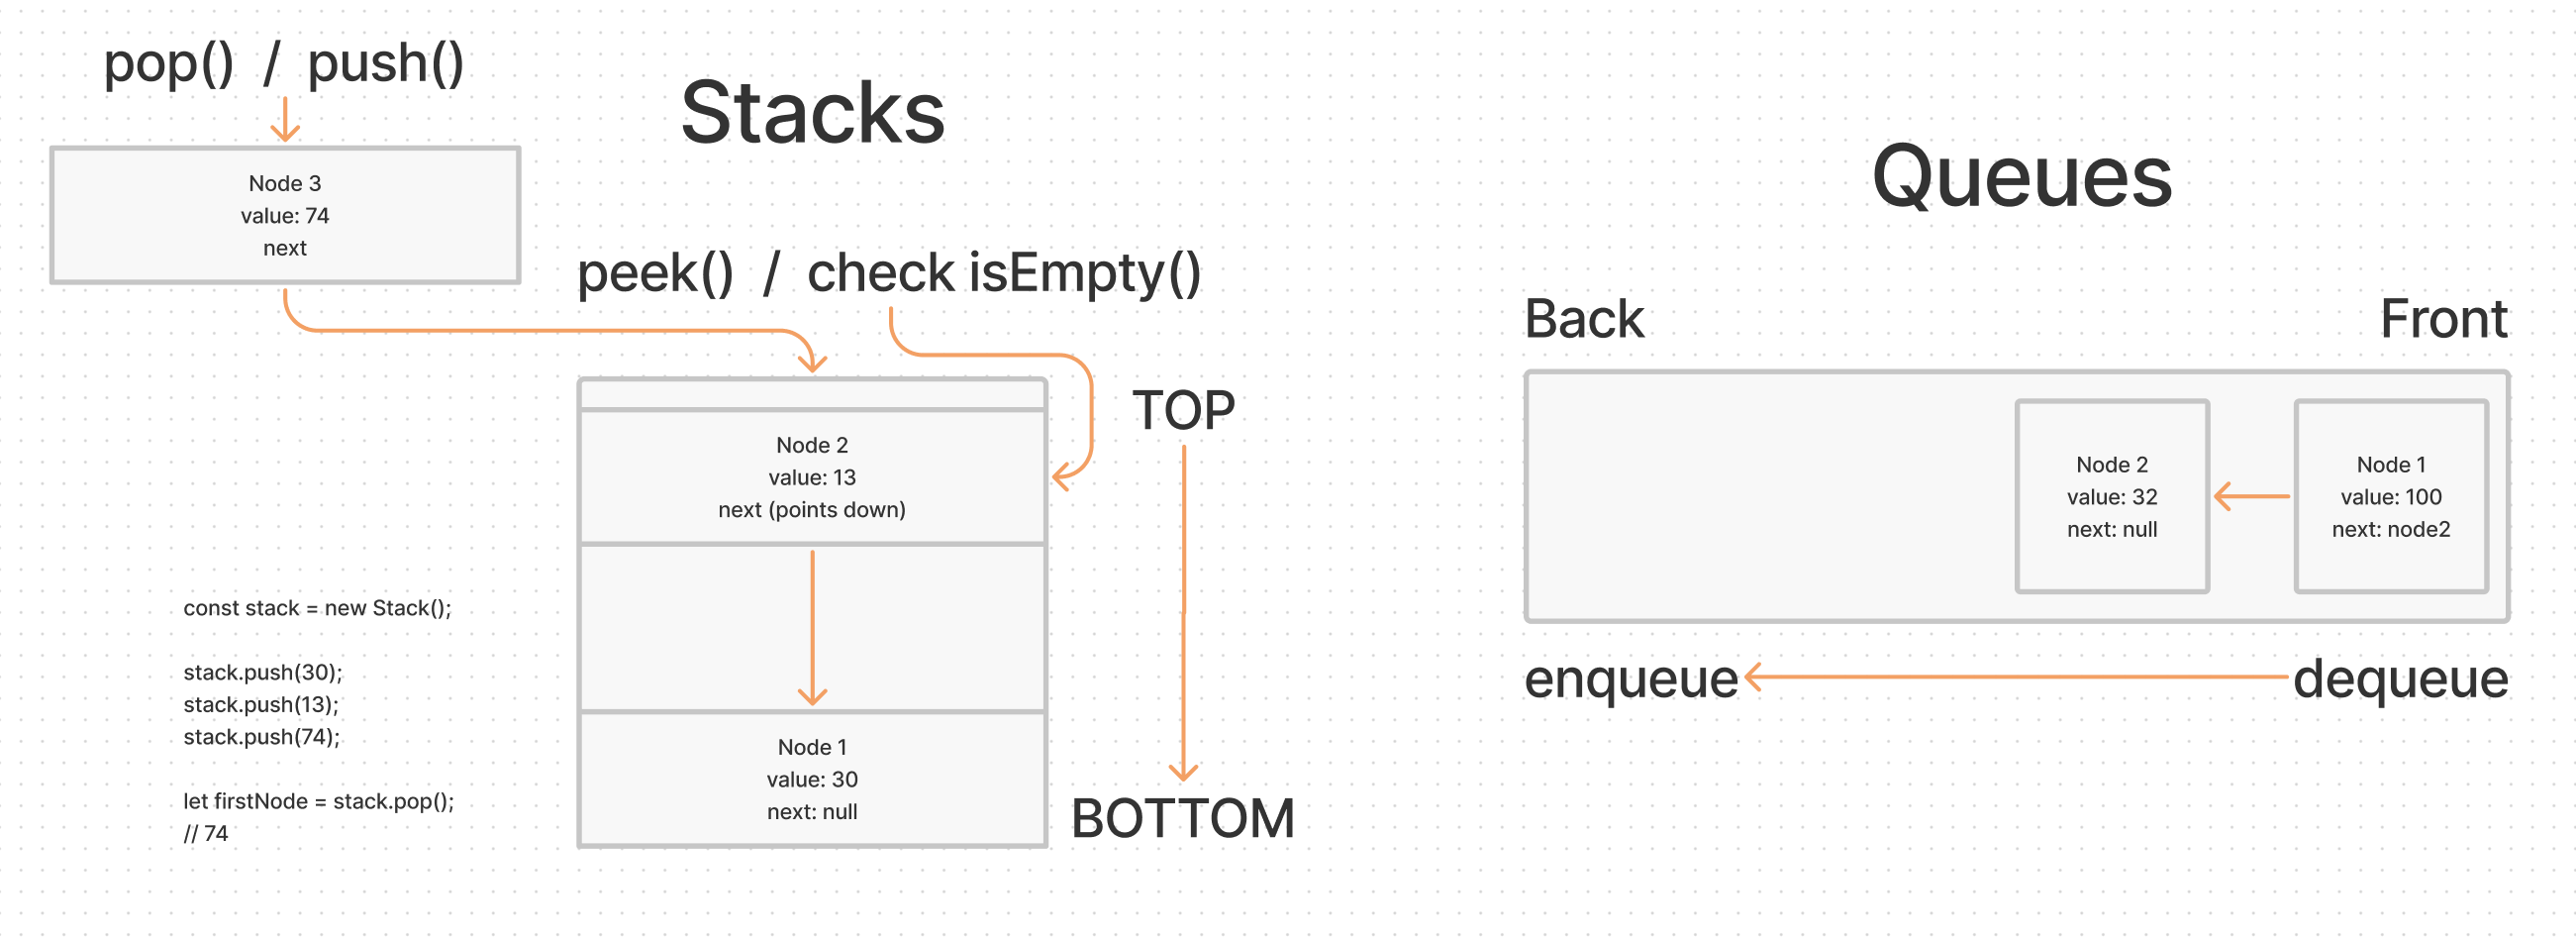 pop() / push()
Stacks
Node 3
value: 74
next
peek() / check isEmpty()
TOP
Node 2
value: 13
next (points down)
Node 1
value: 30
next: null
BOTTOM
const stack = new Stack();
stack.push(30);
stack.push(13);
stack.push(74);
let firstNode = stack.pop();
// 74
Queues
Back
Front
Node 2
value: 32
next: null
Node 1
value: 100
next: node2
enqueue
dequeue